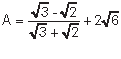 A = (√3 - √2)/(√3 + √2) + 2√6